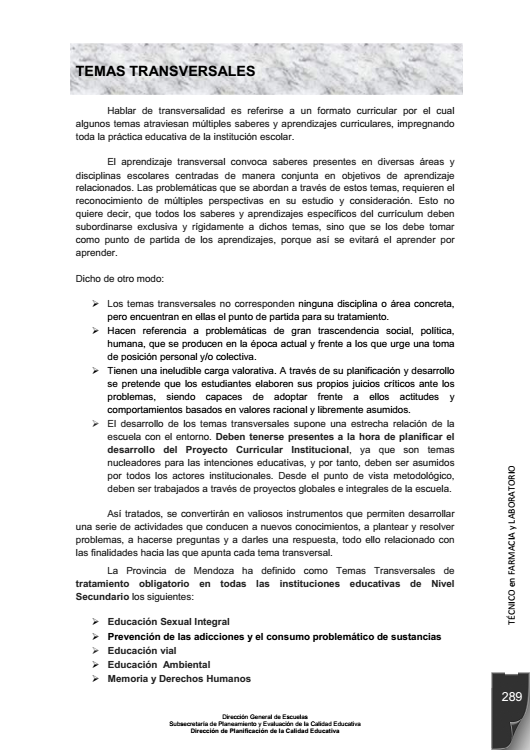 TEMAS TRANSVERSALES
Hablar de transversalidad es referirse a un formato curricular por el cual
algunos temas atraviesan múltiples saberes y aprendizajes curriculares, impregnando
toda la práctica educativa de la institución escolar.
El aprendizaje transversal convoca saberes presentes en diversas áreas y
disciplinas escolares centradas de manera conjunta en objetivos de aprendizaje
relacionados. Las problemáticas que se abordan a través de estos temas, requieren el
reconocimiento de múltiples perspectivas en su estudio y consideración. Esto no
quiere decir, que todos los saberes y aprendizajes específicos del currículum deben
subordinarse exclusiva y rígidamente a dichos temas, sino que se los debe tomar
como punto de partida de los aprendizajes, porque así se evitará el aprender por
aprender.
Dicho de otro modo:
➢ Los temas transversales no corresponden ninguna disciplina o área concreta,
pero encuentran en ellas el punto de partida para su tratamiento.
➢ Hacen referencia a problemáticas de gran trascendencia social, política,
humana, que se producen en la época actual y frente a los que urge una toma
de posición personal y/o colectiva.
➢ Tienen una ineludible carga valorativa. A través de su planificación y desarrollo
se pretende que los estudiantes elaboren sus propios juicios críticos ante los
problemas, siendo capaces de adoptar frente a ellos actitudes y
comportamientos basados en valores racional y libremente asumidos.
➢ El desarrollo de los temas transversales supone una estrecha relación de la
escuela con el entorno. Deben tenerse presentes a la hora de planificar el
desarrollo del Proyecto Curricular Institucional, ya que son temas
nucleadores para las intenciones educativas, y por tanto, deben ser asumidos
por todos los actores institucionales. Desde el punto de vista metodológico,
deben ser trabajados a través de proyectos globales e integrales de la escuela.
Así tratados, se convertirán en valiosos instrumentos que permiten desarrollar
una serie de actividades que conducen a nuevos conocimientos, a plantear y resolver
problemas, a hacerse preguntas y a darles una respuesta, todo ello relacionado con
las finalidades hacia las que apunta cada tema transversal.
La Provincia de Mendoza ha definido como Temas Transversales de
tratamiento obligatorio en todas las instituciones educativas de Nivel
Secundario los siguientes:
➢ Educación Sexual Integral
➢ Prevención de las adicciones y el consumo problemático de sustancias
➢ Educación vial
➢ Educación Ambiental
➢ Memoria y Derechos Humanos
TÉCNICO en FARMACIA y LABORATORIO
289
Dirección General de Escuelas
Subsecretaría de Planeamiento y Evaluación de la Calidad Educativa
Dirección de Planificación de la Calidad Educativa